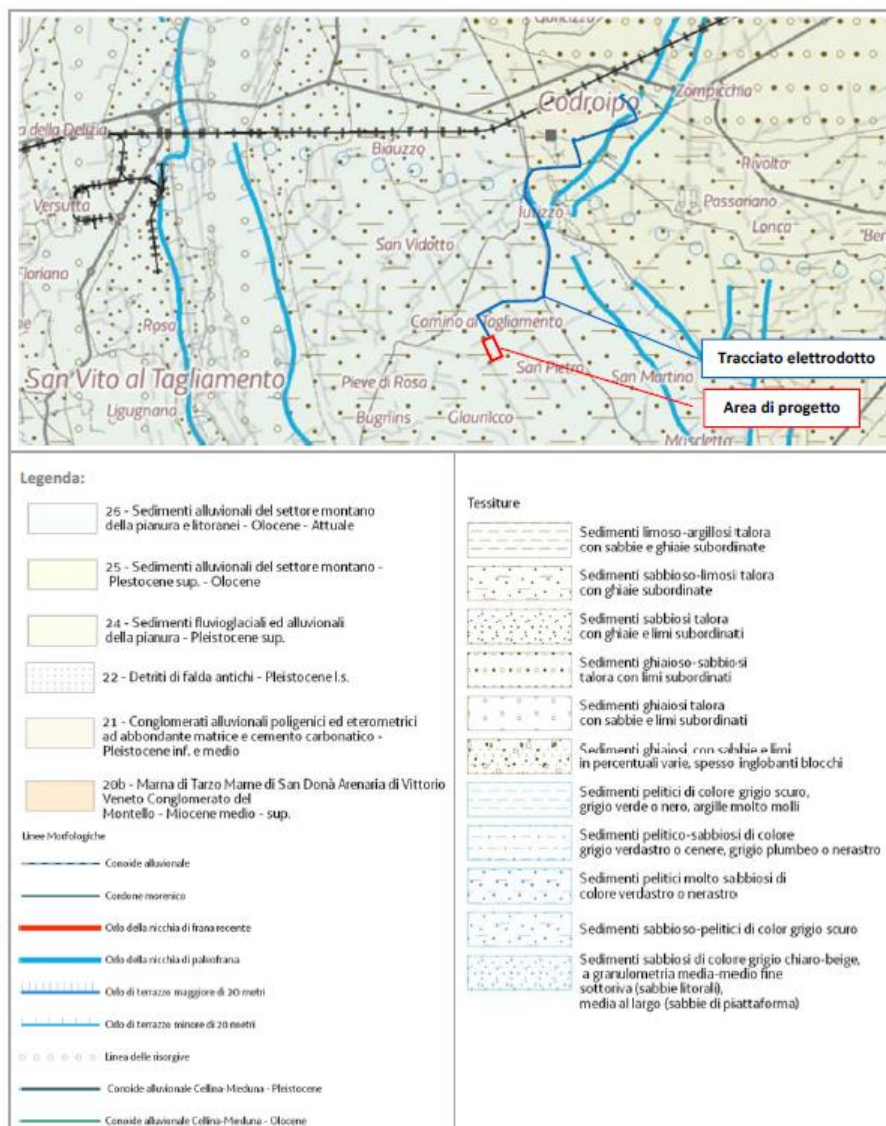 Goricizza
Codroipo
Zompicchia
a della Delizia
Biauzzo
Rivolto
Versutta
Passariano
Iutizzo
Lonca
"Ber
San Vidotto
Floriano
Rosa
Camino al Tagliamento
Tracciato elettrodotto
San Vito al Tagliamento
Pieve di Rosa
San Pietro
San Martino
Area di progetto
Ligugnana
Bugnins
Glaunicco
Muscletto
Legenda:
26 - Sedimenti alluvionali del settore montano
della pianura e litoranei - Olocene - Attuale
25 - Sedimenti alluvionali del settore montano -
Plestocene sup. - Olocene
24 - Sedimenti fluvioglaciali ed alluvionali
della pianura - Pleistocene sup.
22 - Detriti di falda antichi - Pleistocene l.s.
21 - Conglomerati alluvionali poligenici ed eterometrici
ad abbondante matrice e cemento carbonatico -
Pleistocene inf. e medio
20b - Marna di Tarzo Marne di San Donà Arenaria di Vittorio
Veneto Conglomerato del
Montello - Miocene medio - sup.
Linee Morfologiche
Conoide alluvionale
Cordone morenico
Orlo della nicchia di frana recente
Orlo della nicchia di paleofrana
Orlo di terrazzo maggiore di 20 metri
Orlo di terrazzo minore di 20 metri
Linea delle risorgive
Conoide alluvionale Cellina-Meduna - Pleistocene
Conoide alluvionale Cellina-Meduna - Olocene
Tessiture
Sedimenti limoso-argillosi talora
con sabbie e ghiaie subordinate
Sedimenti sabbioso-limosi talora
con ghiaie subordinate
Sedimenti sabbiosi talora
con ghiaie e limi subordinati
Sedimenti ghiaioso-sabbiosi
talora con limi subordinati
Sedimenti ghiaiosi talora
con sabbie e limi subordinati
Sedimenti ghiaiosi, con sabbie e limi
in percentuali varie, spesso inglobanti blocchi
Sedimenti pelitici di colore grigio scuro,
grigio verde o nero, argille molto molli
Sedimenti pelitico-sabbiosi di colore
grigio verdastro o cenere, grigio plumbeo o nerastro
Sedimenti pelitici molto sabbiosi di
colore verdastro o nerastro
Sedimenti sabbioso-pelitici di color grigio scuro
Sedimenti sabbiosi di colore grigio chiaro-beige,
a granulometria media-medio fine
sottoriva (sabbie litorali),
media al largo (sabbie di piattaforma)